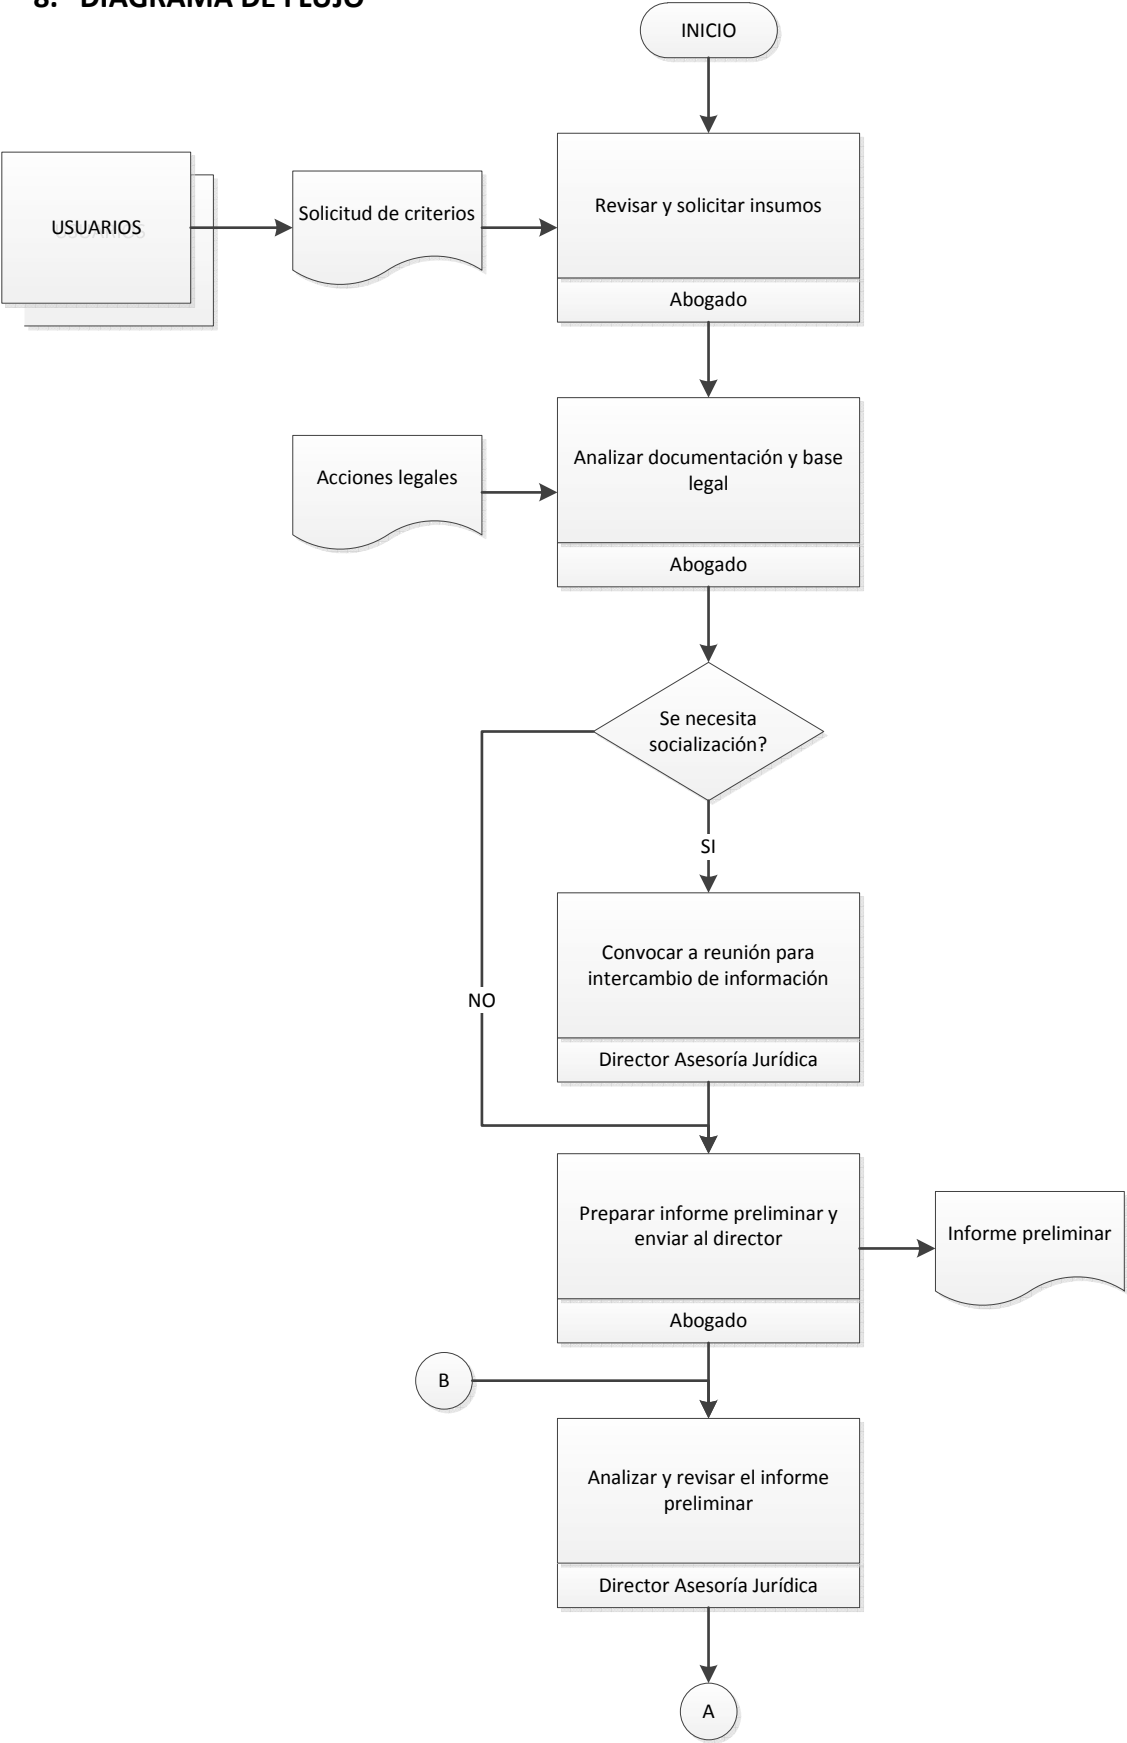 8. DIAGRAMA DE FLUJO
INICIO
USUARIOS
Solicitud de criterios
Revisar y solicitar insumos
Abogado
Acciones legales
Analizar documentación y base
legal
Abogado
Se necesita
socialización?
SI
Convocar a reunión para
intercambio de información
NO
Director Asesoría Jurídica
Preparar informe preliminar y
enviar al director
Informe preliminar
Abogado
B
Analizar y revisar el informe
preliminar
Director Asesoría Jurídica
A